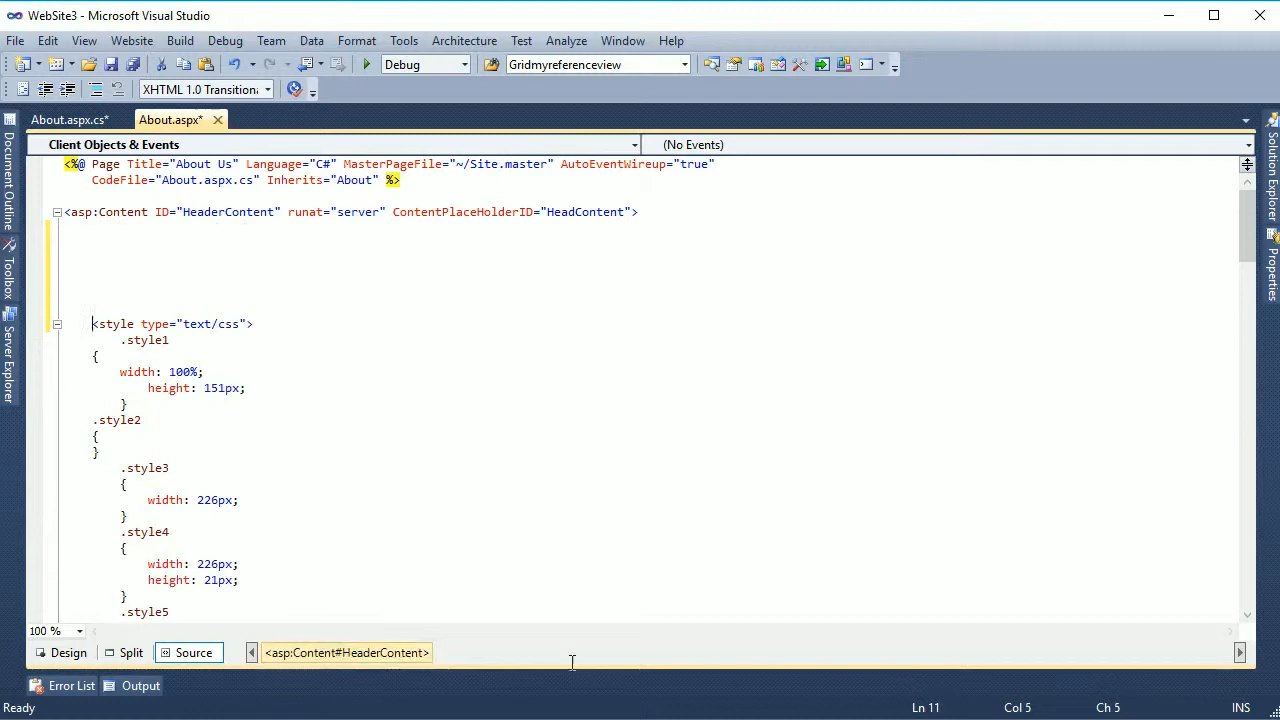 WebSite3 - Microsoft Visual Studio
File Edit View Website Build Debug Team Data Format Tools Architecture Test Analyze Window Help
Debug Gridmyreferenceview
XHTML 1.0 Transitiona
About.aspx.cs* About.aspx*
Client Objects & Events (No Events)
<%@ Page Title="About Us" Language="C#" MasterPageFile="~/Site.master" AutoEventWireup="true"
CodeFile="About.aspx.cs" Inherits="About" %>
<asp:Content ID="HeaderContent" runat="server" ContentPlaceHolderID="HeadContent">
<style type="text/css">
.style1
{
width: 100%;
height: 151px;
}
.style2
{
}
.style3
{
width: 226px;
}
.style4
{
width: 226px;
height: 21px;
}
.style5
100 %
Design Split Source <asp:Content#HeaderContent>
Error List Output
Ready Ln 11 Col 5 Ch 5 INS
Document Outline
Toolbox
Server Explorer
Solution Explorer
Properties